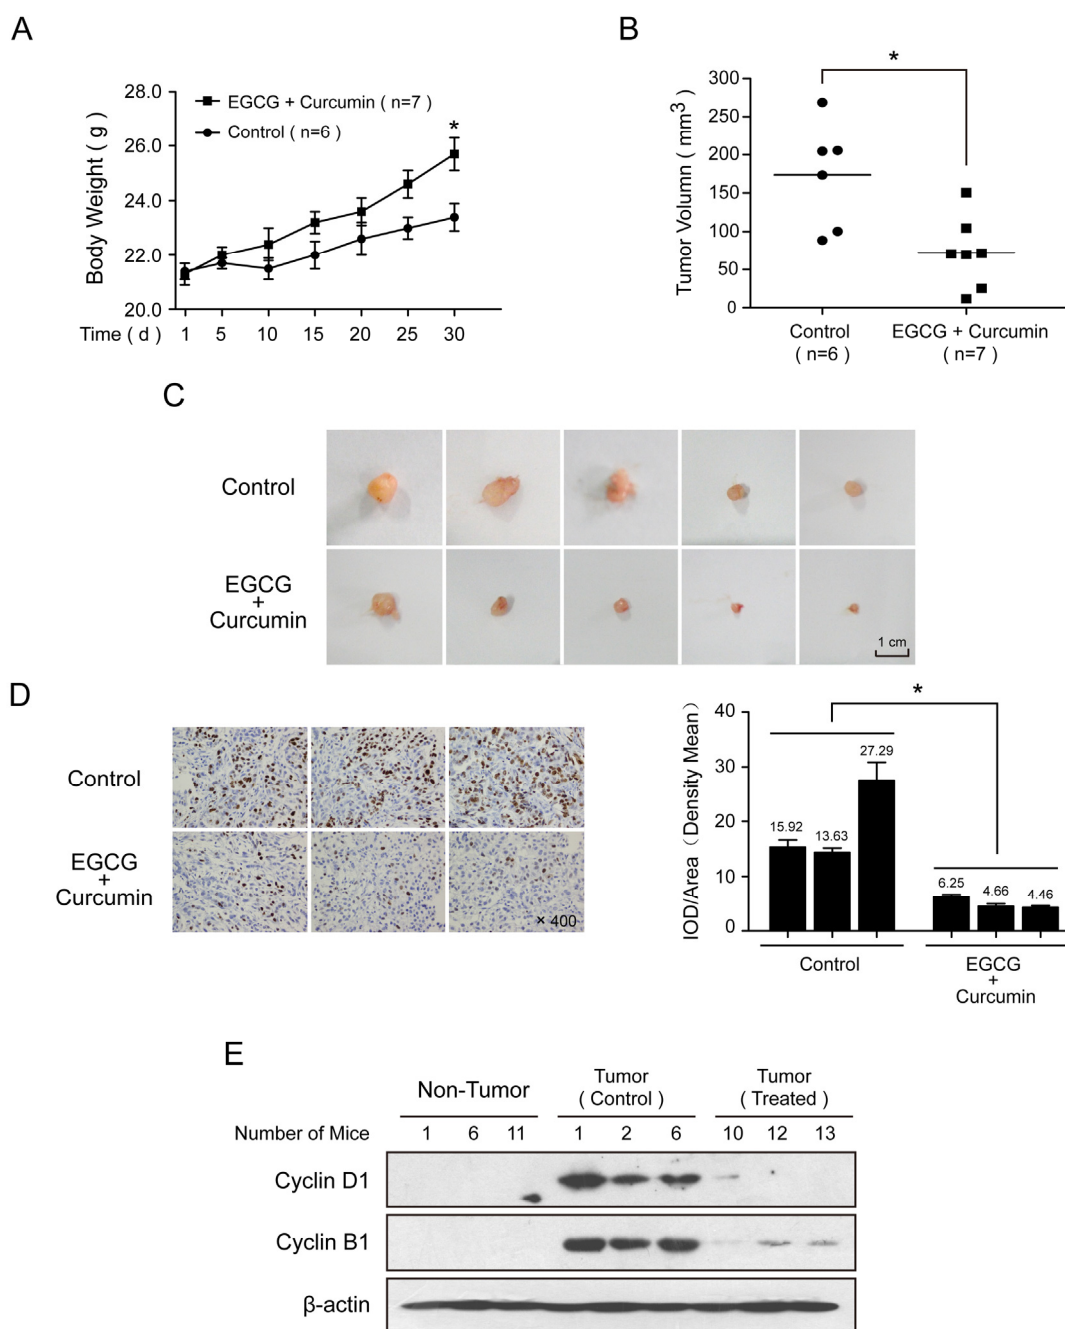 A
28.0
26.0
24.0
22.0
20.0
Body Weight ( g )
EGCG + Curcumin ( n=7 )
Control ( n=6 )
*
Time ( d ) 1 5 10 15 20 25 30
B
*
300
250
200
150
100
50
0
Tumor Volumn ( mm3 )
Control
( n=6 )
EGCG + Curcumin
( n=7 )
C
Control
EGCG
+
Curcumin
1 cm
D
Control
EGCG
+
Curcumin
× 400
*
40
30
20
10
0
IOD/Area (Density Mean)
15.92
13.63
27.29
6.25
4.66
4.46
Control
EGCG
+
Curcumin
E
Non-Tumor
Tumor
( Control )
Tumor
( Treated )
Number of Mice 1 6 11 1 2 6 10 12 13
Cyclin D1
Cyclin B1
β-actin